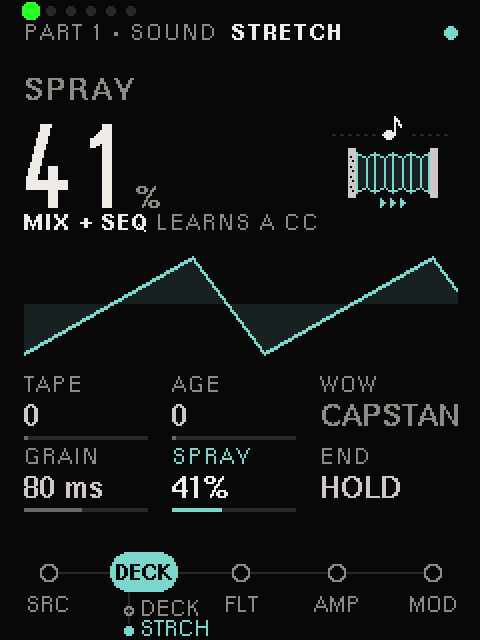 PART 1 · SOUND STRETCH
SPRAY
41 %
MIX + SEQ LEARNS A CC
TAPE AGE WOW
0 0 CAPSTAN
GRAIN SPRAY END
80 ms 41% HOLD
DECK
SRC DECK FLT AMP MOD
STRCH